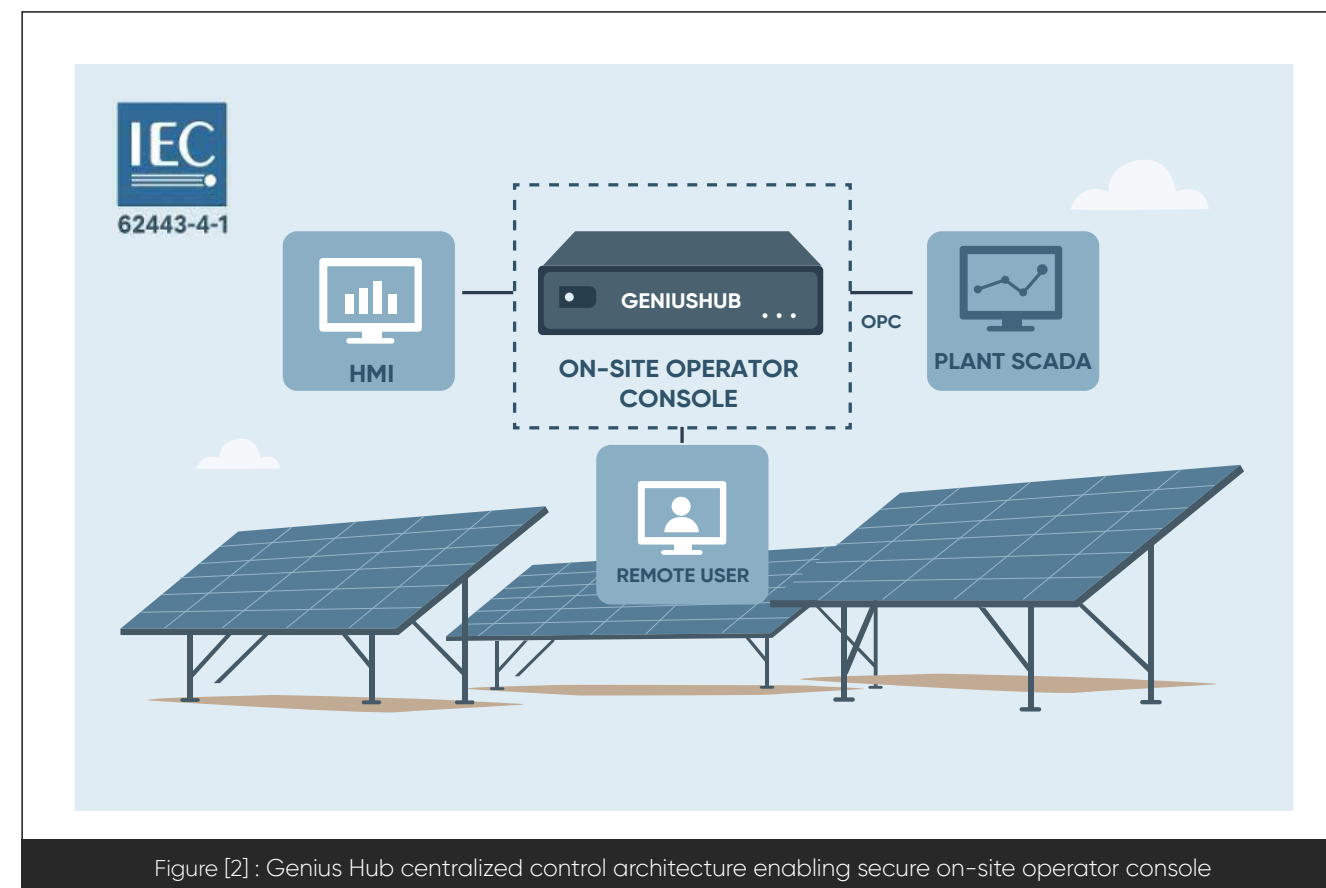 IEC
62443-4-1
GENIUSHUB
OPC
HMI
ON-SITE OPERATOR
CONSOLE
PLANT SCADA
REMOTE USER
Figure [2] : Genius Hub centralized control architecture enabling secure on-site operator console